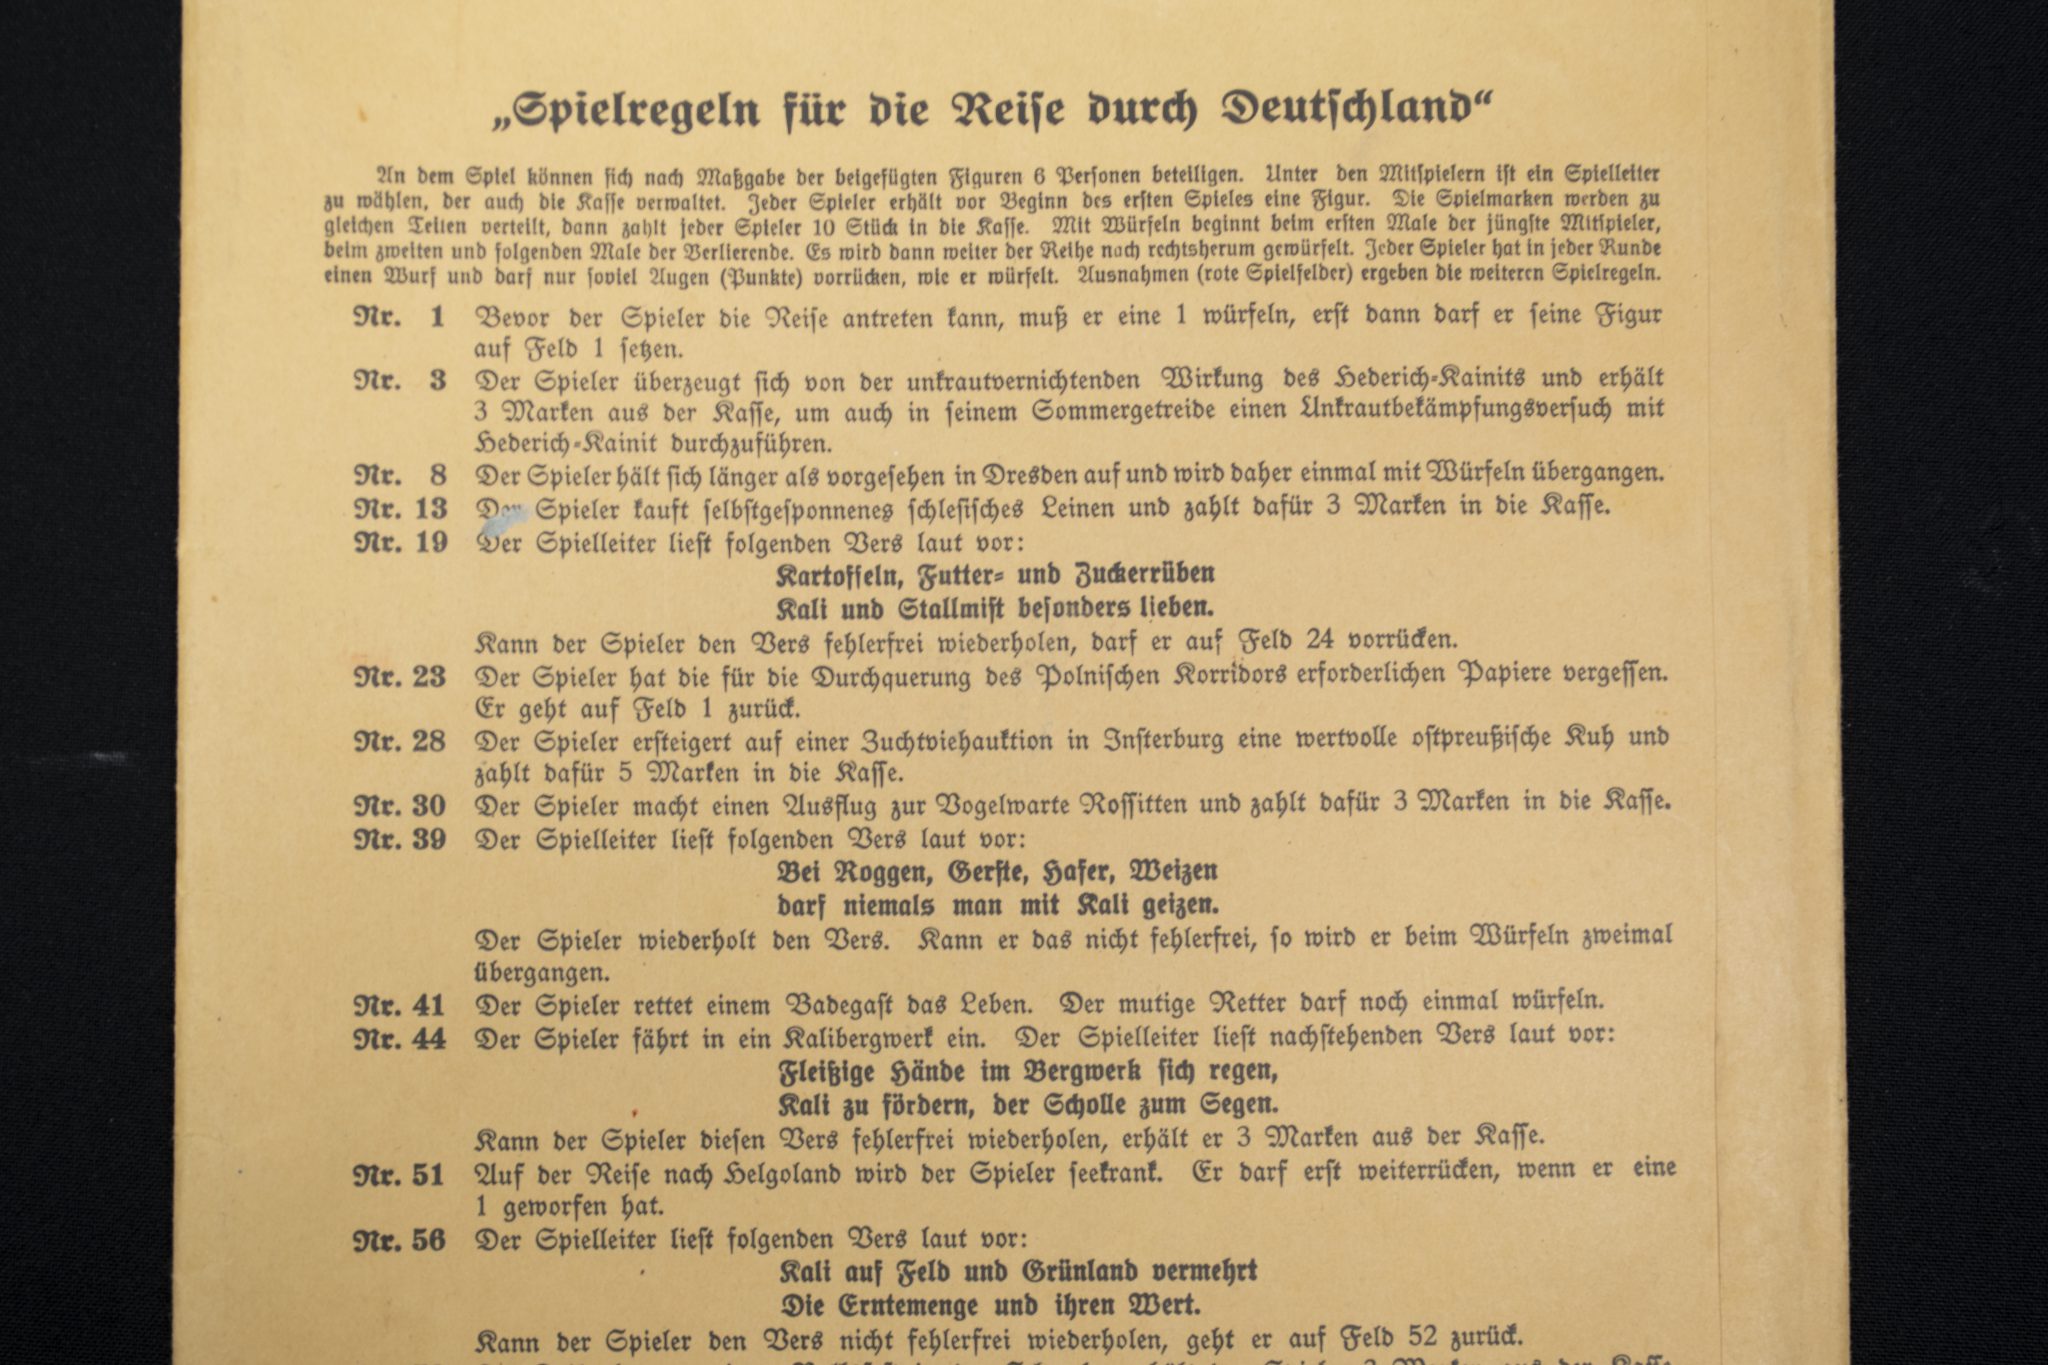 „Spielregeln für die Reise durch Deutschland“
An dem Spiel können sich nach Maßgabe der beigefügten Figuren 6 Personen beteiligen. Unter den Mitspielern ist ein Spielleiter
zu wählen, der auch die Kasse verwaltet. Jeder Spieler erhält vor Beginn des ersten Spieles eine Figur. Die Spielmarken werden zu
gleichen Teilen verteilt, dann zahlt jeder Spieler 10 Stück in die Kasse. Mit Würfeln beginnt beim ersten Male der jüngste Mitspieler,
beim zweiten und folgenden Male der Verlierende. Es wird dann weiter der Reihe nach rechtsherum gewürfelt. Jeder Spieler hat in jeder Runde
einen Wurf und darf nur soviel Augen (Punkte) vorrücken, wie er würfelt. Ausnahmen (rote Spielfelder) ergeben die weiteren Spielregeln.
Nr. 1 Bevor der Spieler die Reise antreten kann, muß er eine 1 würfeln, erst dann darf er seine Figur
auf Feld 1 setzen.
Nr. 3 Der Spieler überzeugt sich von der unkrautvernichtenden Wirkung des Hederich-Kainits und erhält
3 Marken aus der Kasse, um auch in seinem Sommergetreide einen Unkrautbekämpfungsversuch mit
Hederich-Kainit durchzuführen.
Nr. 8 Der Spieler hält sich länger als vorgesehen in Dresden auf und wird daher einmal mit Würfeln übergangen.
Nr. 13 Der Spieler kauft selbstgesponnenes schlesisches Leinen und zahlt dafür 3 Marken in die Kasse.
Nr. 19 Der Spielleiter liest folgenden Vers laut vor:
Kartoffeln, Futter- und Zuckerrüben
Kali und Stallmist besonders lieben.
Kann der Spieler den Vers fehlerfrei wiederholen, darf er auf Feld 24 vorrücken.
Nr. 23 Der Spieler hat die für die Durchquerung des Polnischen Korridors erforderlichen Papiere vergessen.
Er geht auf Feld 1 zurück.
Nr. 28 Der Spieler ersteigert auf einer Zuchtviehauktion in Insterburg eine wertvolle ostpreußische Kuh und
zahlt dafür 5 Marken in die Kasse.
Nr. 30 Der Spieler macht einen Ausflug zur Vogelwarte Rossitten und zahlt dafür 3 Marken in die Kasse.
Nr. 39 Der Spielleiter liest folgenden Vers laut vor:
Bei Roggen, Gerste, Hafer, Weizen
darf niemals man mit Kali geizen.
Der Spieler wiederholt den Vers. Kann er das nicht fehlerfrei, so wird er beim Würfeln zweimal
übergangen.
Nr. 41 Der Spieler rettet einem Badegast das Leben. Der mutige Retter darf noch einmal würfeln.
Nr. 44 Der Spieler fährt in ein Kalibergwerk ein. Der Spielleiter liest nachstehenden Vers laut vor:
Fleißige Hände im Bergwerk sich regen,
Kali zu fördern, der Scholle zum Segen.
Kann der Spieler diesen Vers fehlerfrei wiederholen, erhält er 3 Marken aus der Kasse.
Nr. 51 Auf der Reise nach Helgoland wird der Spieler seekrank. Er darf erst weiterrücken, wenn er eine
1 geworfen hat.
Nr. 56 Der Spielleiter liest folgenden Vers laut vor:
Kali auf Feld und Grünland vermehrt
Die Erntemenge und ihren Wert.
Kann der Spieler den Vers nicht fehlerfrei wiederholen, geht er auf Feld 52 zurück.
3 Marken aus der Kasse